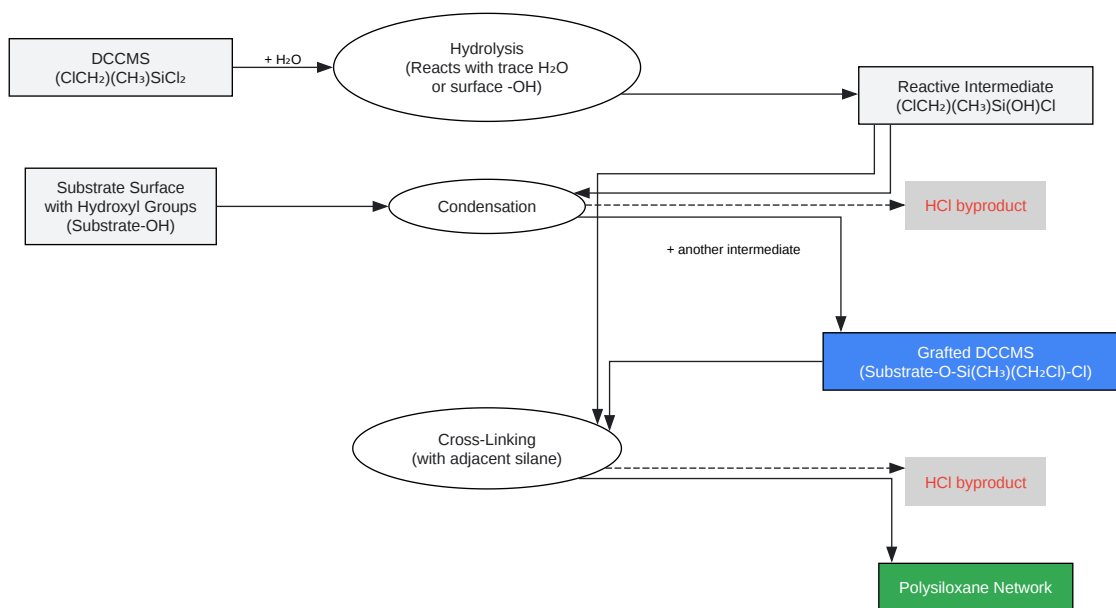 DCCMS
(ClCH₂)(CH₃)SiCl₂
+ H₂O
Hydrolysis
(Reacts with trace H₂O
or surface -OH)
Reactive Intermediate
(ClCH₂)(CH₃)Si(OH)Cl
Substrate Surface
with Hydroxyl Groups
(Substrate-OH)
Condensation
HCl byproduct
+ another intermediate
Grafted DCCMS
(Substrate-O-Si(CH₃)(CH₂Cl)-Cl)
Cross-Linking
(with adjacent silane)
HCl byproduct
Polysiloxane Network